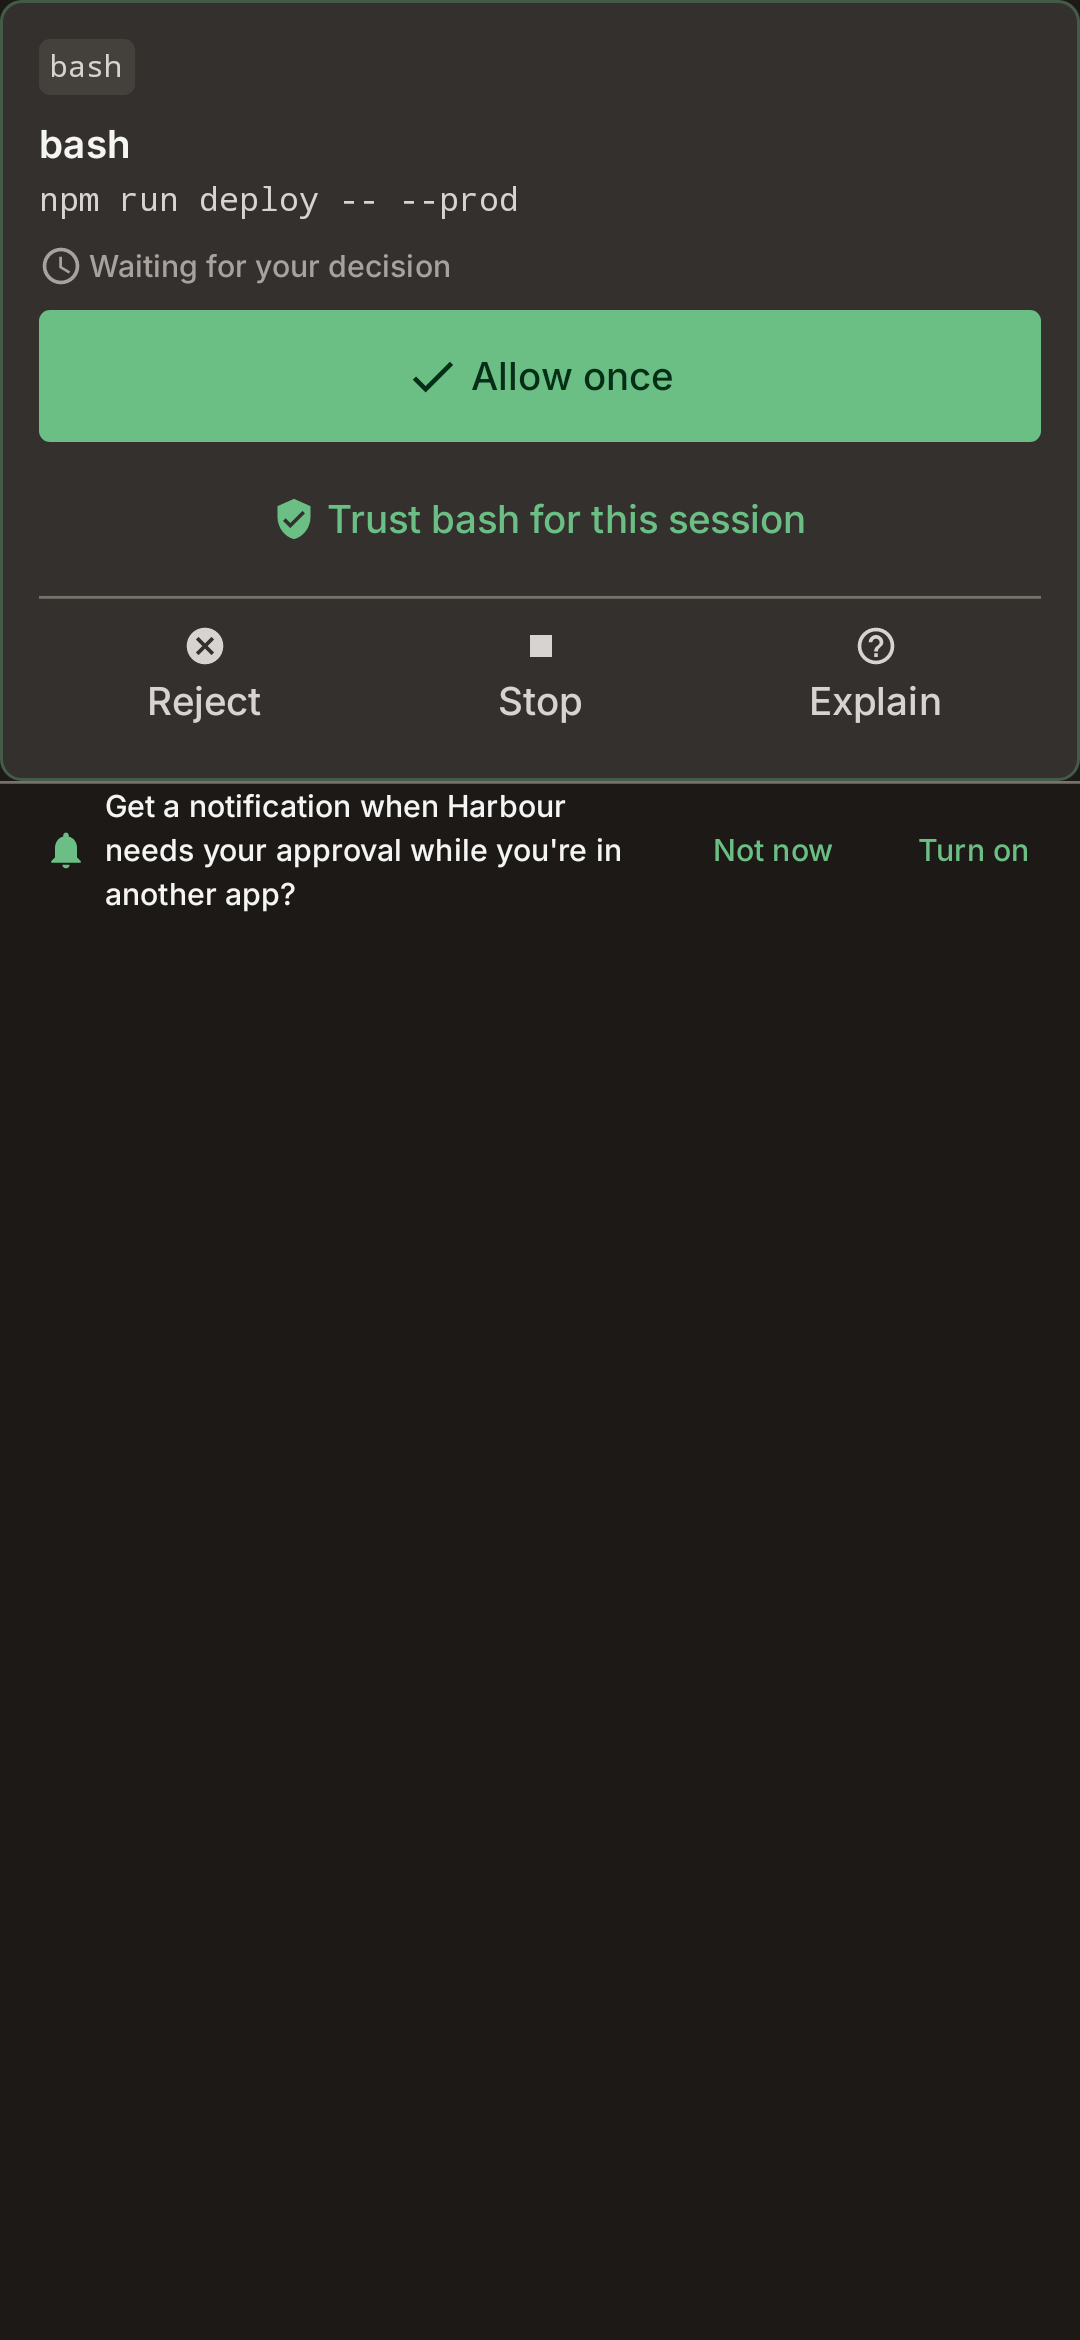 bash
bash
npm run deploy -- --prod
Waiting for your decision
Allow once
Trust bash for this session
Reject
Stop
Explain
Get a notification when Harbour
needs your approval while you're in
another app?
Not now
Turn on